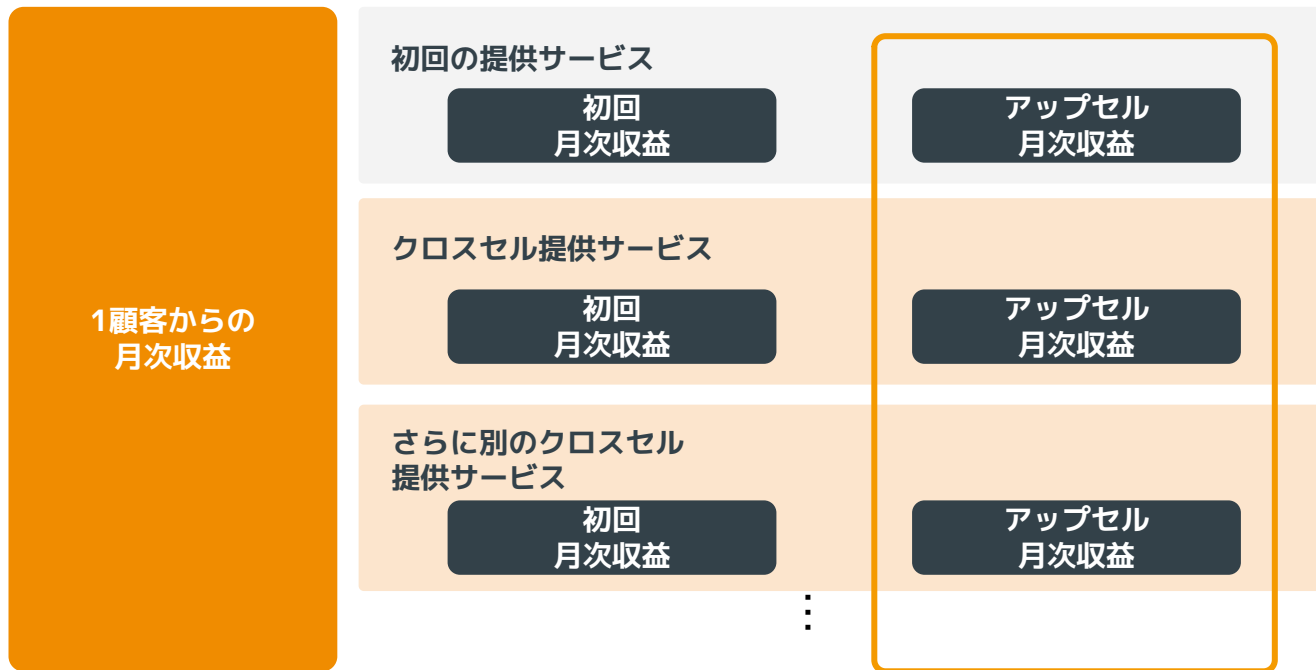 1顧客からの
月次収益
初回の提供サービス
初回
月次収益
アップセル
月次収益
クロスセル提供サービス
初回
月次収益
アップセル
月次収益
さらに別のクロスセル
提供サービス
初回
月次収益
アップセル
月次収益
⋮